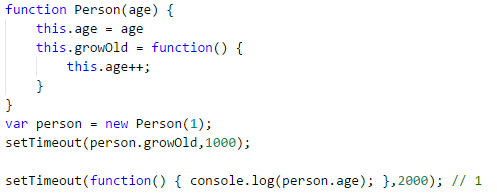 function Person(age) {
    this.age = age
    this.growOld = function() {
        this.age++;
    }
}
var person = new Person(1);
setTimeout(person.growOld,1000);
setTimeout(function() { console.log(person.age); },2000); // 1